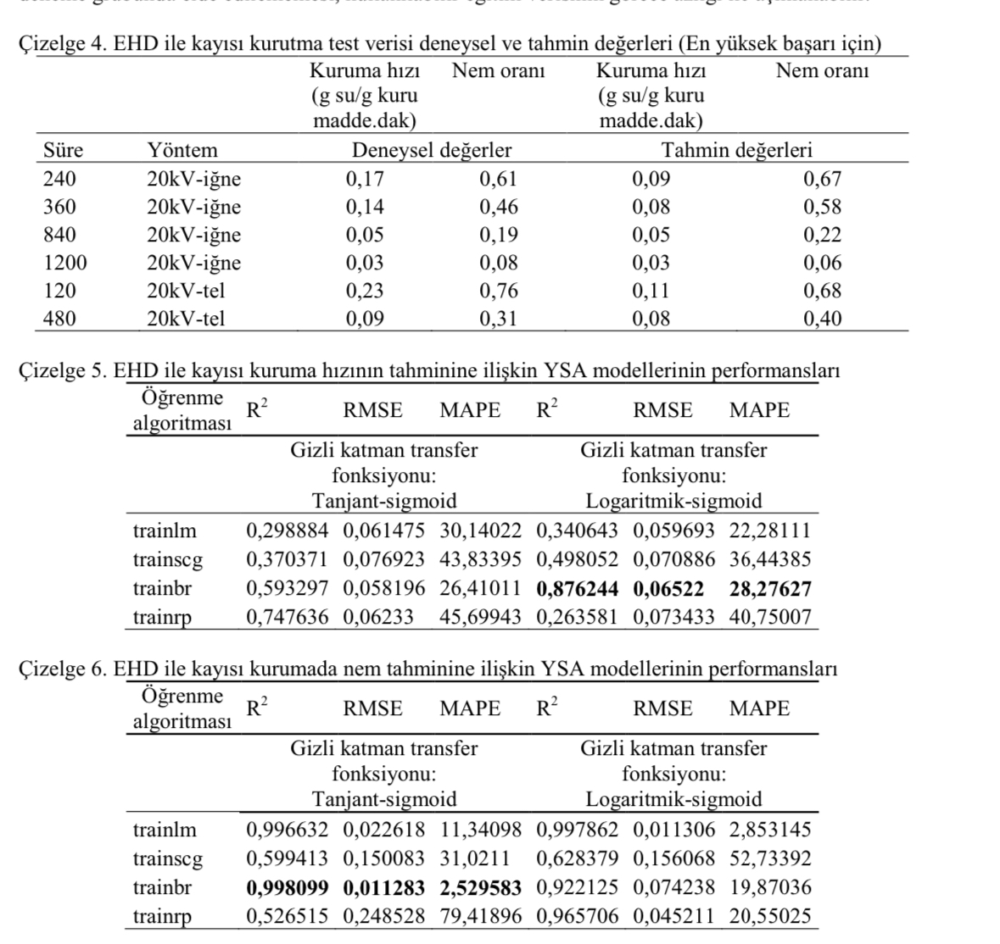 Çizelge 4. EHD ile kayısı kurutma test verisi deneysel ve tahmin değerleri (En yüksek başarı için)
Kuruma hızı Nem oranı Kuruma hızı Nem oranı
(g su/g kuru (g su/g kuru
madde.dak) madde.dak)
Süre Yöntem Deneysel değerler Tahmin değerleri
240 20kV-iğne 0,17 0,61 0,09 0,67
360 20kV-iğne 0,14 0,46 0,08 0,58
840 20kV-iğne 0,05 0,19 0,05 0,22
1200 20kV-iğne 0,03 0,08 0,03 0,06
120 20kV-tel 0,23 0,76 0,11 0,68
480 20kV-tel 0,09 0,31 0,08 0,40
Çizelge 5. EHD ile kayısı kuruma hızının tahminine ilişkin YSA modellerinin performansları
Öğrenme
algoritması R² RMSE MAPE R² RMSE MAPE
Gizli katman transfer Gizli katman transfer
fonksiyonu: fonksiyonu:
Tanjant-sigmoid Logaritmik-sigmoid
trainlm 0,298884 0,061475 30,14022 0,340643 0,059693 22,28111
trainscg 0,370371 0,076923 43,83395 0,498052 0,070886 36,44385
trainbr 0,593297 0,058196 26,41011 0,876244 0,06522 28,27627
trainrp 0,747636 0,06233 45,69943 0,263581 0,073433 40,75007
Çizelge 6. EHD ile kayısı kurumada nem tahminine ilişkin YSA modellerinin performansları
Öğrenme
algoritması R² RMSE MAPE R² RMSE MAPE
Gizli katman transfer Gizli katman transfer
fonksiyonu: fonksiyonu:
Tanjant-sigmoid Logaritmik-sigmoid
trainlm 0,996632 0,022618 11,34098 0,997862 0,011306 2,853145
trainscg 0,599413 0,150083 31,0211 0,628379 0,156068 52,73392
trainbr 0,998099 0,011283 2,529583 0,922125 0,074238 19,87036
trainrp 0,526515 0,248528 79,41896 0,965706 0,045211 20,55025